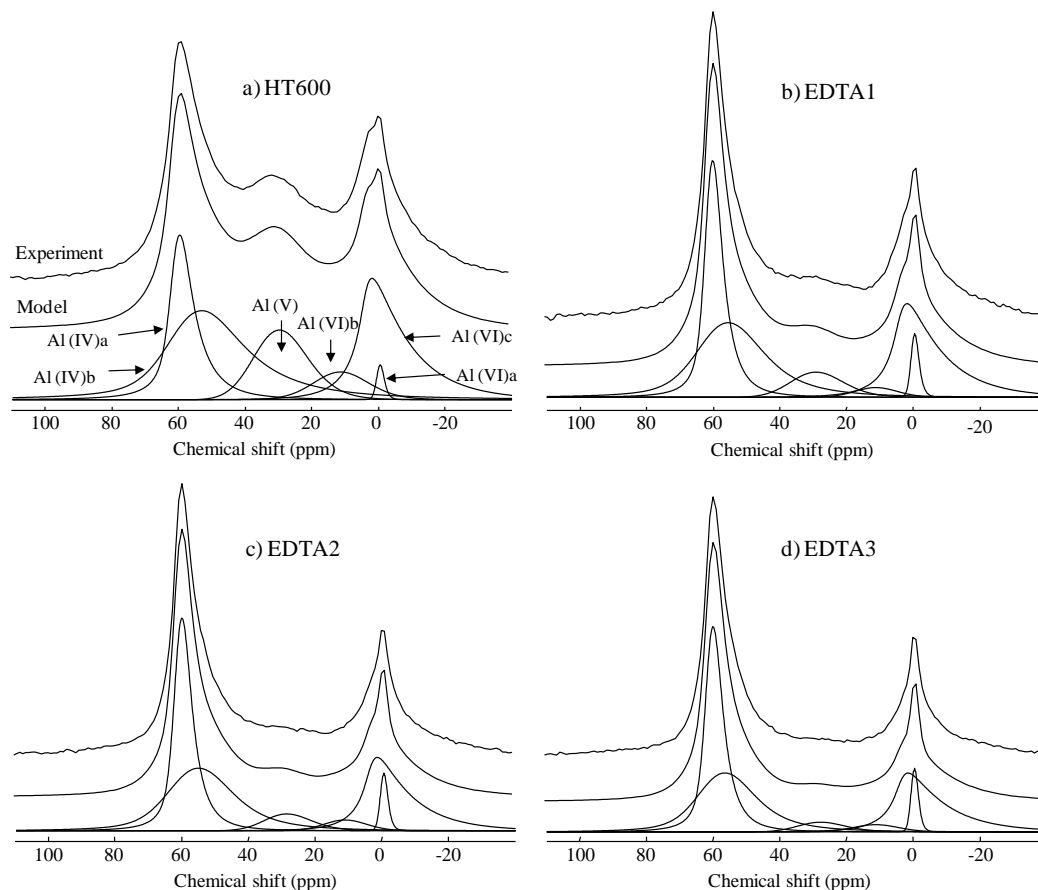 a) HT600
Experiment
Model
Al(IV)a
Al(IV)b
Al(V)
Al(VI)b
Al(VI)c
Al(VI)a
100 80 60 40 20 0 -20
Chemical shift (ppm)
b) EDTA1
100 80 60 40 20 0 -20
Chemical shift (ppm)
c) EDTA2
100 80 60 40 20 0 -20
Chemical shift (ppm)
d) EDTA3
100 80 60 40 20 0 -20
Chemical shift (ppm)